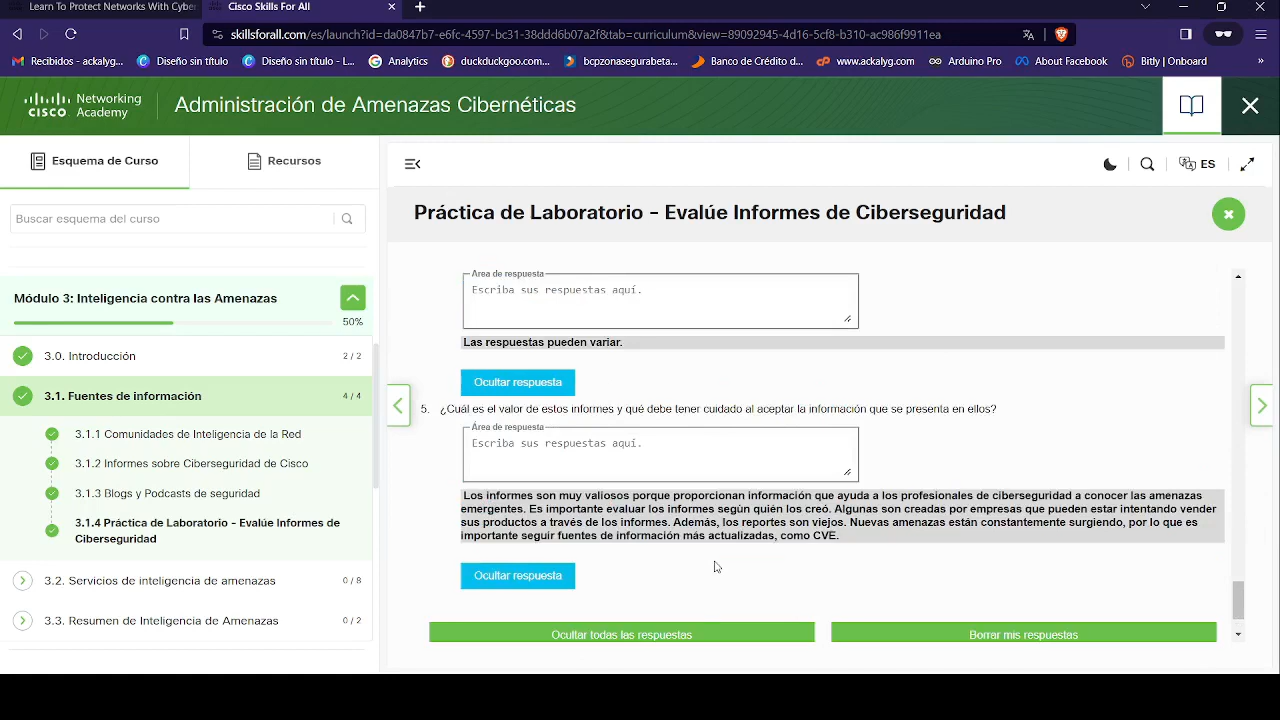 Learn To Protect Networks With Cyber
Cisco Skills For All
skillsforall.com/es/launch?id=da0847b7-e6fc-4597-bc31-38ddd6b07a2f&tab=curriculum&view=89092945-4d16-5cf8-b310-ac986f9911ea
Recibidos - ackalyg...
Diseño sin título
Diseño sin título - L...
Analytics
duckduckgoo.com...
bcpzonasegurabeta...
Banco de Crédito d...
www.ackalyg.com
Arduino Pro
About Facebook
Bitly | Onboard
»
Networking
CISCO Academy
Administración de Amenazas Cibernéticas
Esquema de Curso
Recursos
Buscar esquema del curso
Módulo 3: Inteligencia contra las Amenazas
50%
3.0. Introducción 2 / 2
3.1. Fuentes de información 4 / 4
3.1.1 Comunidades de Inteligencia de la Red
3.1.2 Informes sobre Ciberseguridad de Cisco
3.1.3 Blogs y Podcasts de seguridad
3.1.4 Práctica de Laboratorio - Evalúe Informes de
Ciberseguridad
3.2. Servicios de inteligencia de amenazas 0 / 8
3.3. Resumen de Inteligencia de Amenazas 0 / 2
ES
Práctica de Laboratorio - Evalúe Informes de Ciberseguridad
Área de respuesta
Escriba sus respuestas aquí.
Las respuestas pueden variar.
Ocultar respuesta
5. ¿Cuál es el valor de estos informes y qué debe tener cuidado al aceptar la información que se presenta en ellos?
Área de respuesta
Escriba sus respuestas aquí.
Los informes son muy valiosos porque proporcionan información que ayuda a los profesionales de ciberseguridad a conocer las amenazas
emergentes. Es importante evaluar los informes según quién los creó. Algunas son creadas por empresas que pueden estar intentando vender
sus productos a través de los informes. Además, los reportes son viejos. Nuevas amenazas están constantemente surgiendo, por lo que es
importante seguir fuentes de información más actualizadas, como CVE.
Ocultar respuesta
Ocultar todas las respuestas
Borrar mis respuestas